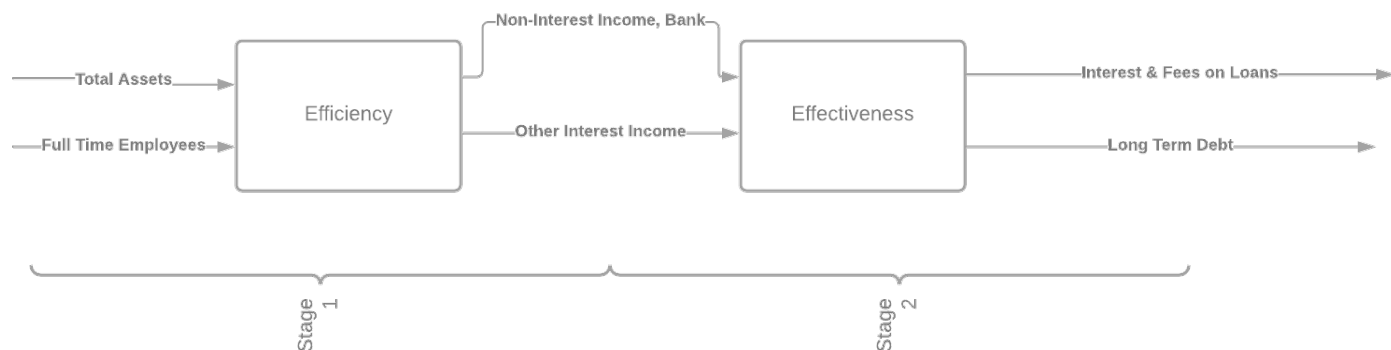 Non-Interest Income, Bank
Total Assets
Interest & Fees on Loans
Efficiency
Effectiveness
Full Time Employees
Other Interest Income
Long Term Debt
Stage
1
Stage
2